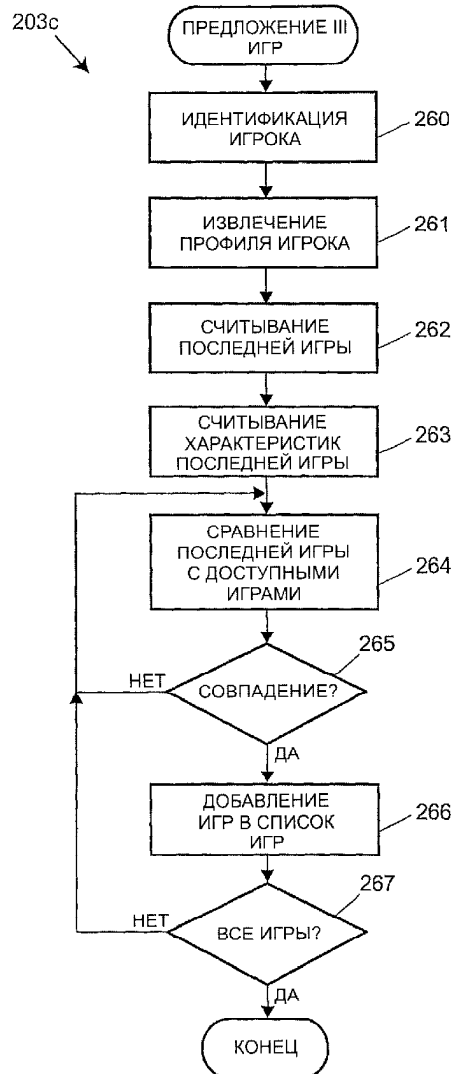 203с
ПРЕДЛОЖЕНИЕ III
ИГР
ИДЕНТИФИКАЦИЯ
ИГРОКА
260
ИЗВЛЕЧЕНИЕ
ПРОФИЛЯ ИГРОКА
261
СЧИТЫВАНИЕ
ПОСЛЕДНЕЙ ИГРЫ
262
СЧИТЫВАНИЕ
ХАРАКТЕРИСТИК
ПОСЛЕДНЕЙ ИГРЫ
263
СРАВНЕНИЕ
ПОСЛЕДНЕЙ ИГРЫ
С ДОСТУПНЫМИ
ИГРАМИ
264
265
НЕТ
СОВПАДЕНИЕ?
ДА
ДОБАВЛЕНИЕ
ИГР В СПИСОК
ИГР
266
267
НЕТ
ВСЕ ИГРЫ?
ДА
КОНЕЦ